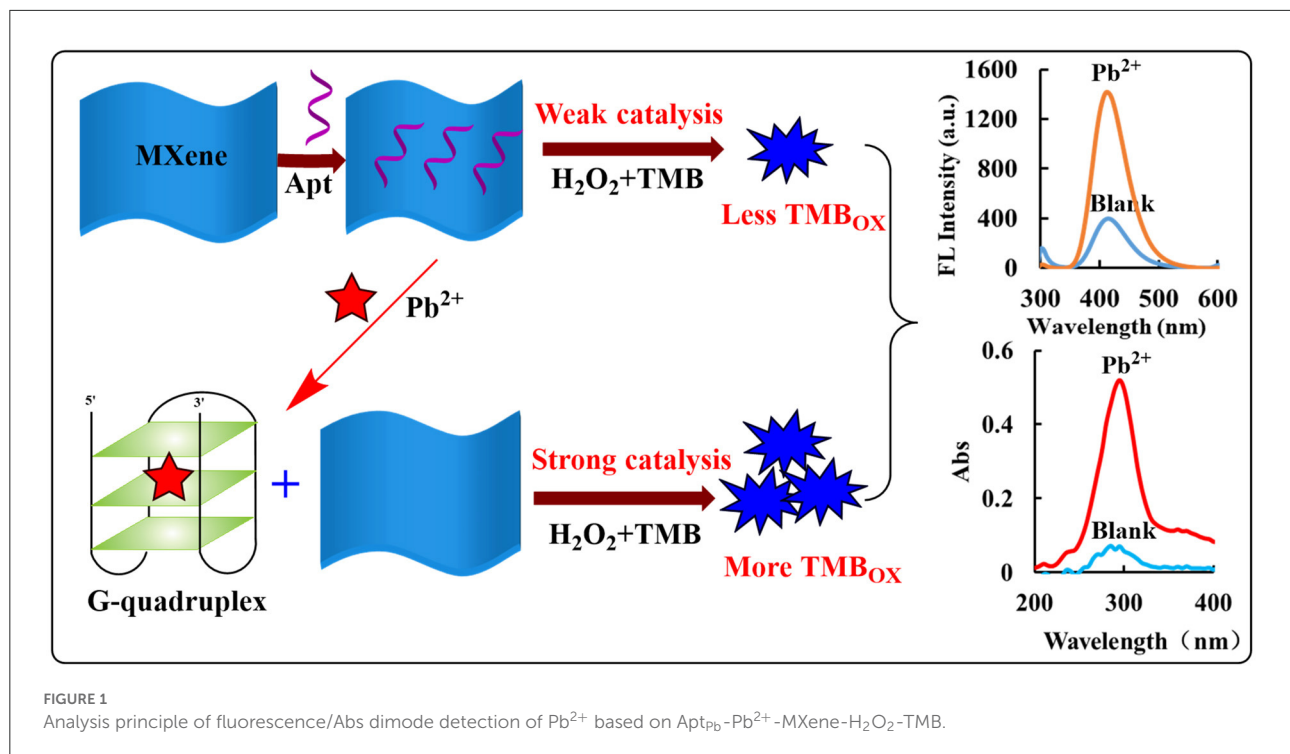 MXene
Apt
Weak catalysis
H₂O₂+TMB
Less TMB_OX
Pb²⁺
5'
3'
G-quadruplex
+
Strong catalysis
H₂O₂+TMB
More TMB_OX
FL Intensity (a.u.)
1600
1200
800
400
0
Pb²⁺
Blank
300 400 500 600
Wavelength (nm)
Abs
0.6
0.4
0.2
0
Pb²⁺
Blank
200 300 400
Wavelength（nm）
FIGURE 1
Analysis principle of fluorescence/Abs dimode detection of Pb²⁺ based on Apt_Pb-Pb²⁺-MXene-H₂O₂-TMB.